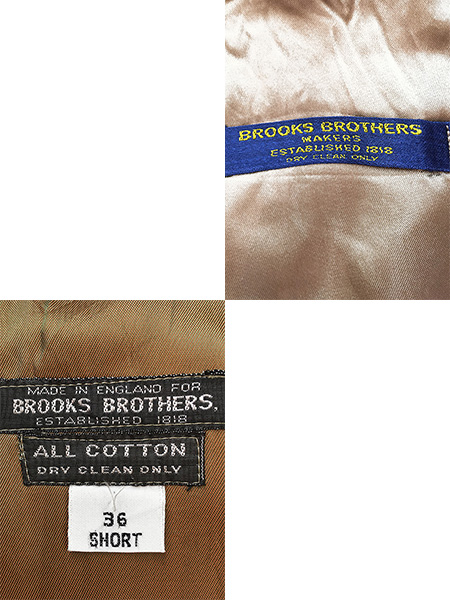 BROOKS BROTHERS
MAKERS
ESTABLISHED 1818
DRY CLEAN ONLY
MADE IN ENGLAND FOR
BROOKS BROTHERS,
ESTABLISHED 1818
ALL COTTON
DRY CLEAN ONLY
36
SHORT